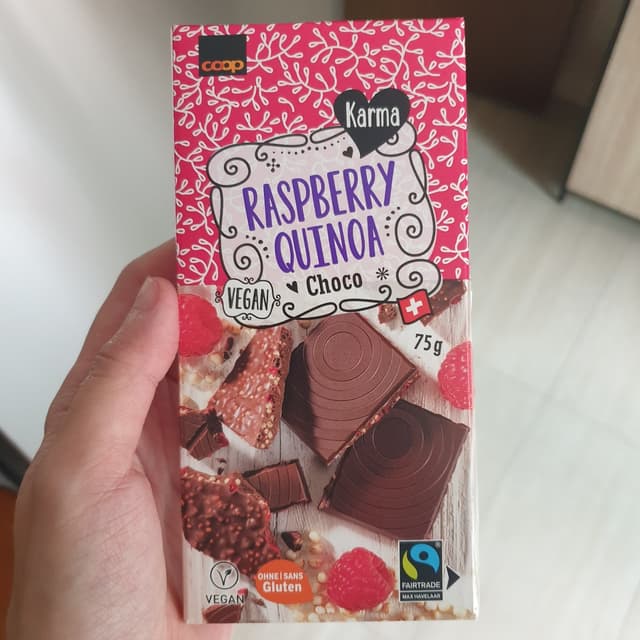 coop
Karma
RASPBERRY
QUINOA
Choco
VEGAN
75g
VEGAN
OHNE|SANS
Gluten
FAIRTRADE
MAX HAVELAAR